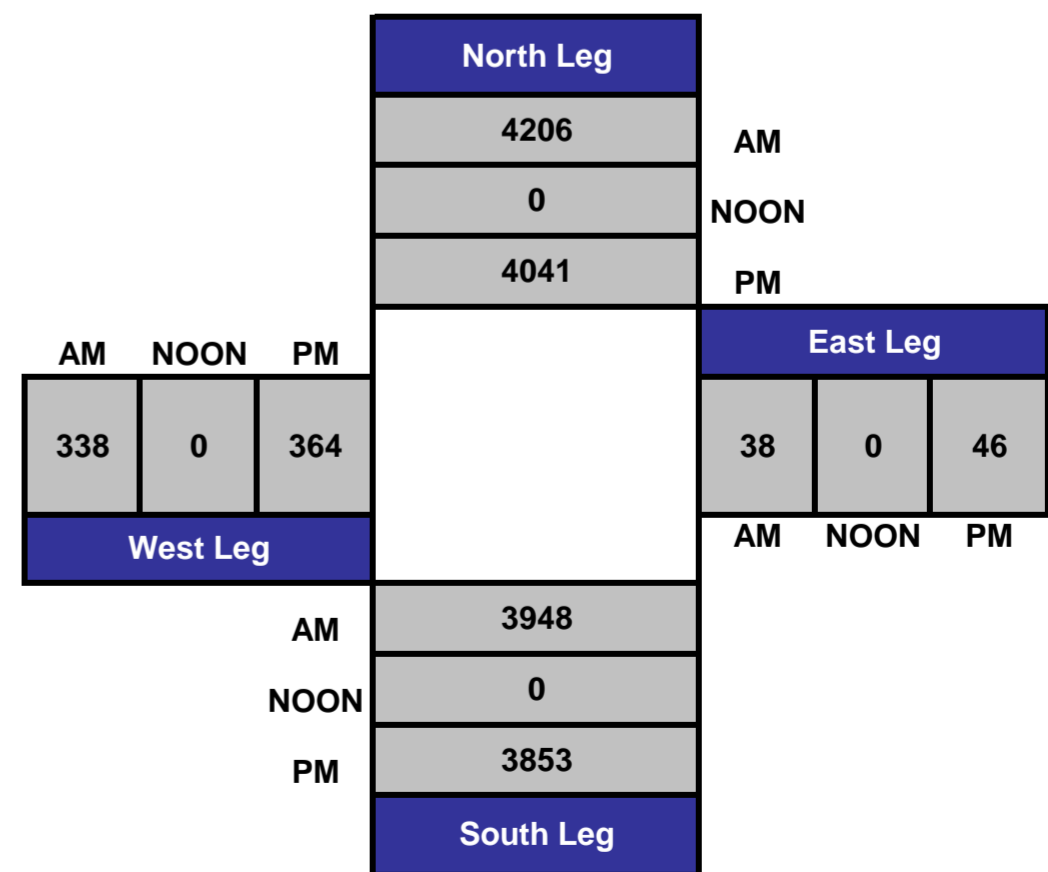 North Leg
4206 AM
0 NOON
4041 PM
East Leg
AM NOON PM
338 0 364
38 0 46
West Leg
AM NOON PM
AM 3948
NOON 0
PM 3853
South Leg